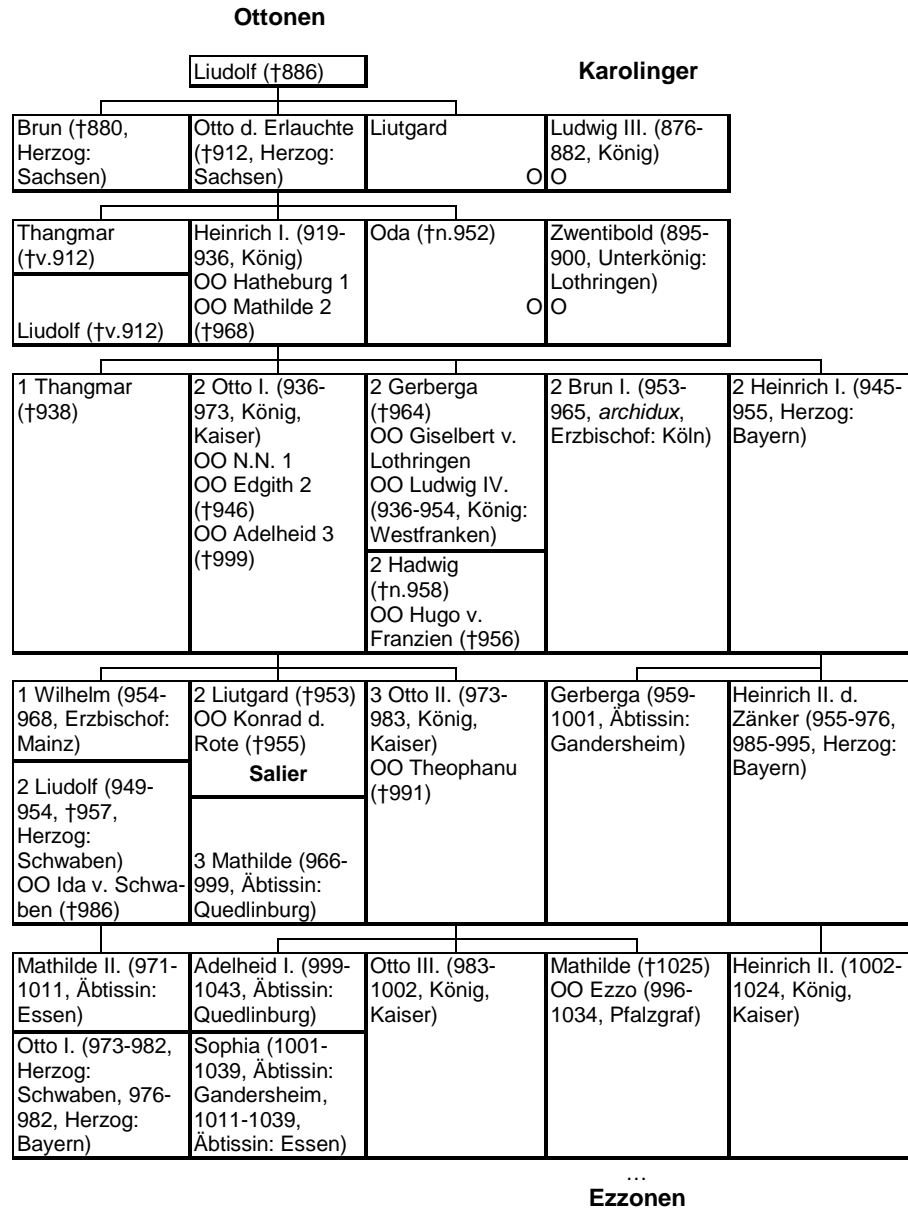 Ottonen
Liudolf (†886)
Karolinger
Brun (†880,
Herzog:
Sachsen)
Otto d. Erlauchte
(†912, Herzog:
Sachsen)
Liutgard
O
Ludwig III. (876-
882, König)
O
Thangmar
(†v.912)
Liudolf (†v.912)
Heinrich I. (919-
936, König)
OO Hatheburg 1
OO Mathilde 2
(†968)
Oda (†n.952)
O
Zwentibold (895-
900, Unterkönig:
Lothringen)
O
1 Thangmar
(†938)
2 Otto I. (936-
973, König,
Kaiser)
OO N.N. 1
OO Edgith 2
(†946)
OO Adelheid 3
(†999)
2 Gerberga
(†964)
OO Giselbert v.
Lothringen
OO Ludwig IV.
(936-954, König:
Westfranken)
2 Hadwig
(†n.958)
OO Hugo v.
Franzien (†956)
2 Brun I. (953-
965, archidux,
Erzbischof: Köln)
2 Heinrich I. (945-
955, Herzog:
Bayern)
1 Wilhelm (954-
968, Erzbischof:
Mainz)
2 Liudolf (949-
954, †957,
Herzog:
Schwaben)
OO Ida v. Schwa-
ben (†986)
2 Liutgard (†953)
OO Konrad d.
Rote (†955)
Salier
3 Mathilde (966-
999, Äbtissin:
Quedlinburg)
3 Otto II. (973-
983, König,
Kaiser)
OO Theophanu
(†991)
Gerberga (959-
1001, Äbtissin:
Gandersheim)
Heinrich II. d.
Zänker (955-976,
985-995, Herzog:
Bayern)
Mathilde II. (971-
1011, Äbtissin:
Essen)
Otto I. (973-982,
Herzog:
Schwaben, 976-
982, Herzog:
Bayern)
Adelheid I. (999-
1043, Äbtissin:
Quedlinburg)
Sophia (1001-
1039, Äbtissin:
Gandersheim,
1011-1039,
Äbtissin: Essen)
Otto III. (983-
1002, König,
Kaiser)
Mathilde (†1025)
OO Ezzo (996-
1034, Pfalzgraf)
Heinrich II. (1002-
1024, König,
Kaiser)
…
Ezzonen